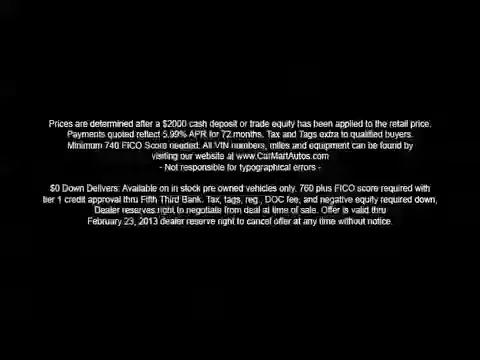 Prices are determined after a $2000 cash deposit or trade equity has been applied to the retail price.
Payments quoted reflect 5.99% APR for 72 months. Tax and Tags extra to qualified buyers.
Minimum 740 FICO Score needed. All VIN numbers, miles and equipment can be found by
visiting our website at www.CarMartAutos.com
- Not responsible for typographical errors -
$0 Down Delivers: Available on in stock pre owned vehicles only. 760 plus FICO score required with
tier 1 credit approval thru Fifth Third Bank. Tax, tags, reg., DOC fee, and negative equity required down,
Dealer reserves right to negotiate from deal at time of sale. Offer is valid thru
February 23, 2013 dealer reserve right to cancel offer at any time without notice.